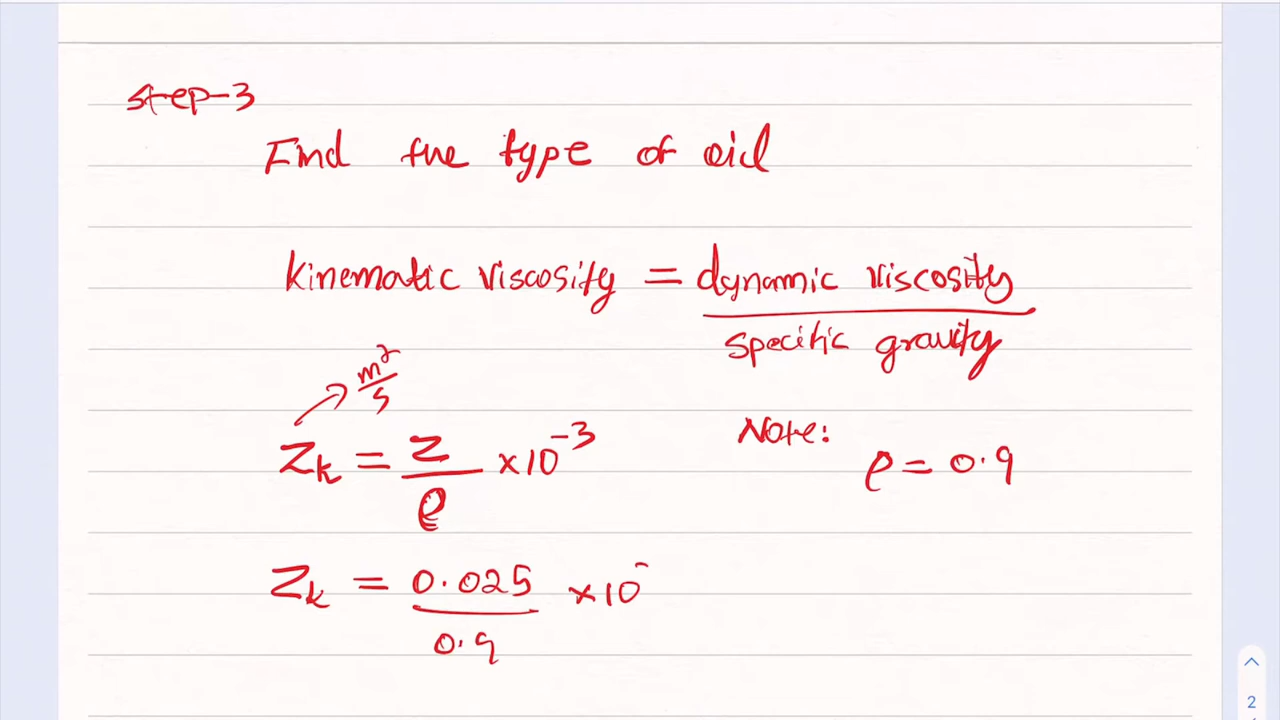 step-3
Find the type of oil
kinematic viscosity = dynamic viscosity / specific gravity
m²/s
Zk = Z/ρ ×10⁻³
Note:
ρ = 0.9
Zk = 0.025/0.9 ×10⁻
2